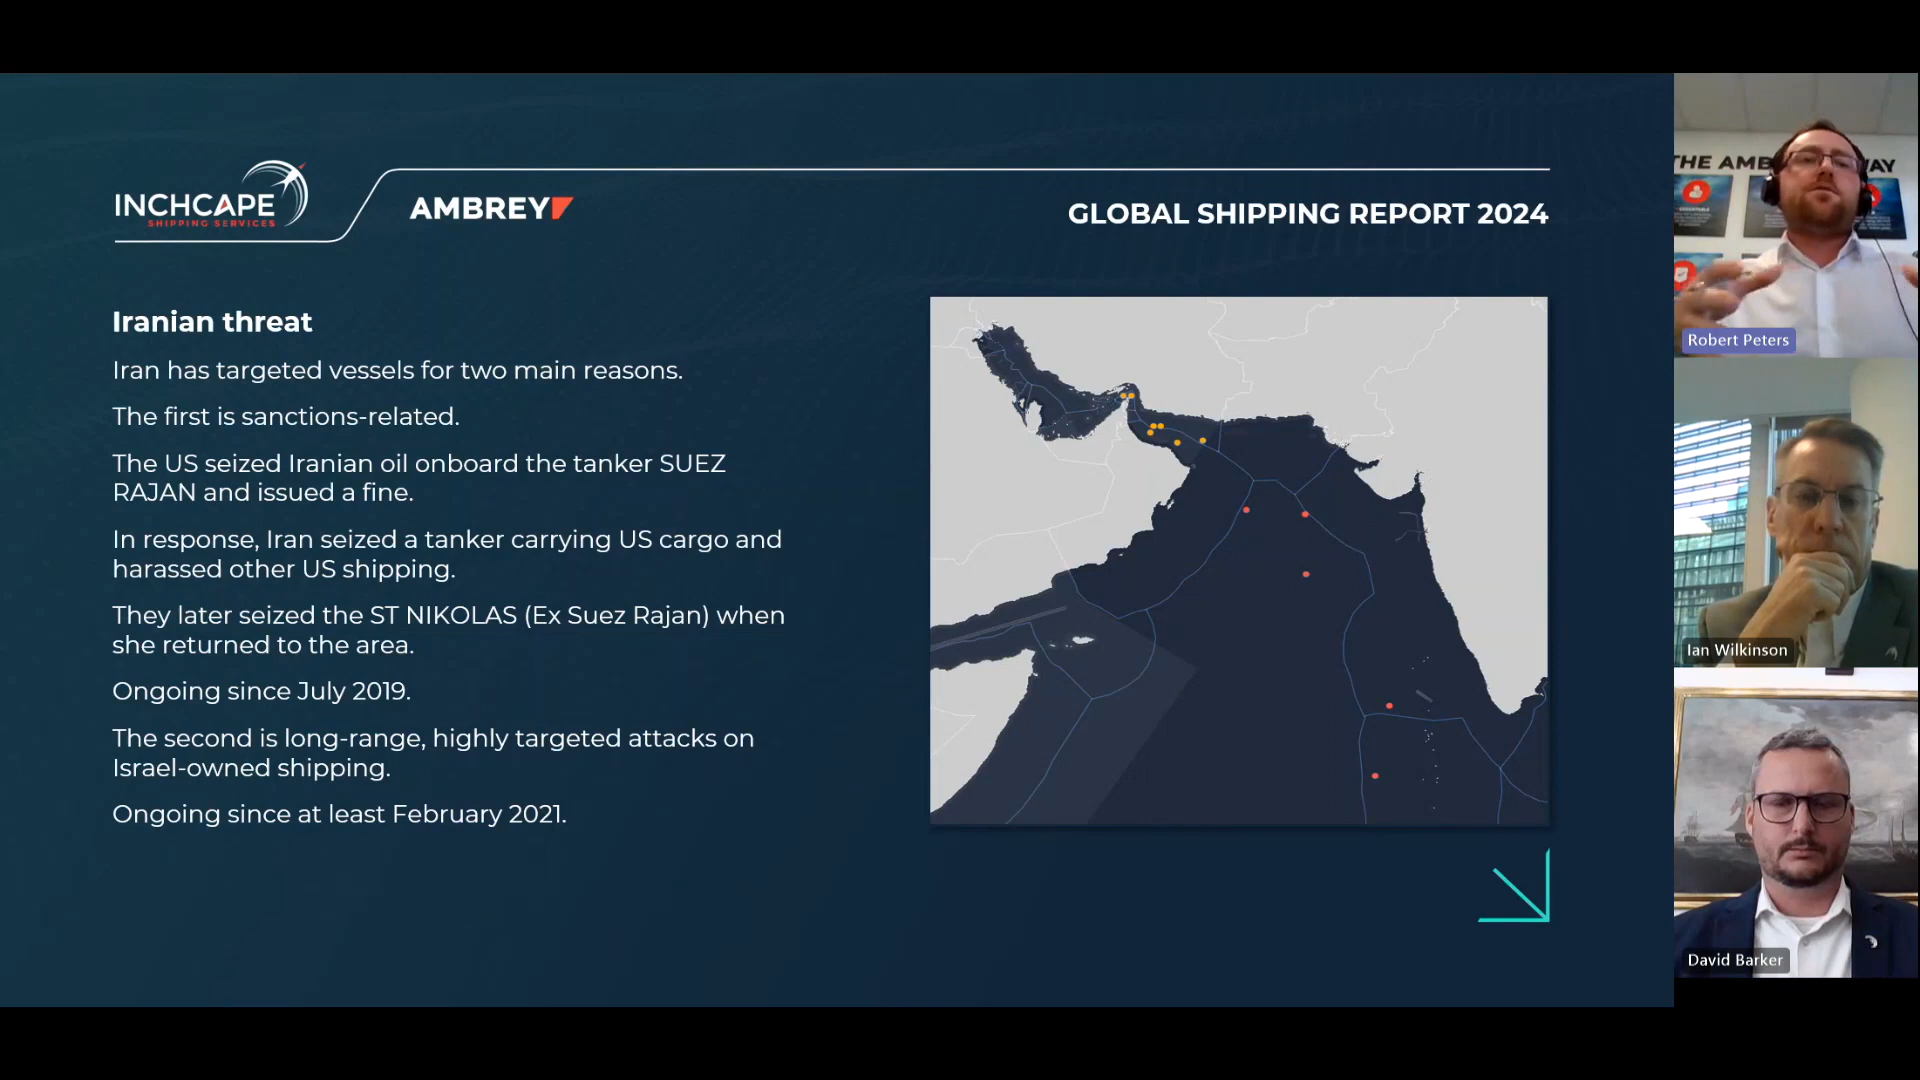 INCHCAPE
SHIPPING SERVICES
AMBREY
GLOBAL SHIPPING REPORT 2024
Iranian threat
Iran has targeted vessels for two main reasons.
The first is sanctions-related.
The US seized Iranian oil onboard the tanker SUEZ
RAJAN and issued a fine.
In response, Iran seized a tanker carrying US cargo and
harassed other US shipping.
They later seized the ST NIKOLAS (Ex Suez Rajan) when
she returned to the area.
Ongoing since July 2019.
The second is long-range, highly targeted attacks on
Israel-owned shipping.
Ongoing since at least February 2021.
THE AMB WAY
Robert Peters
Ian Wilkinson
David Barker